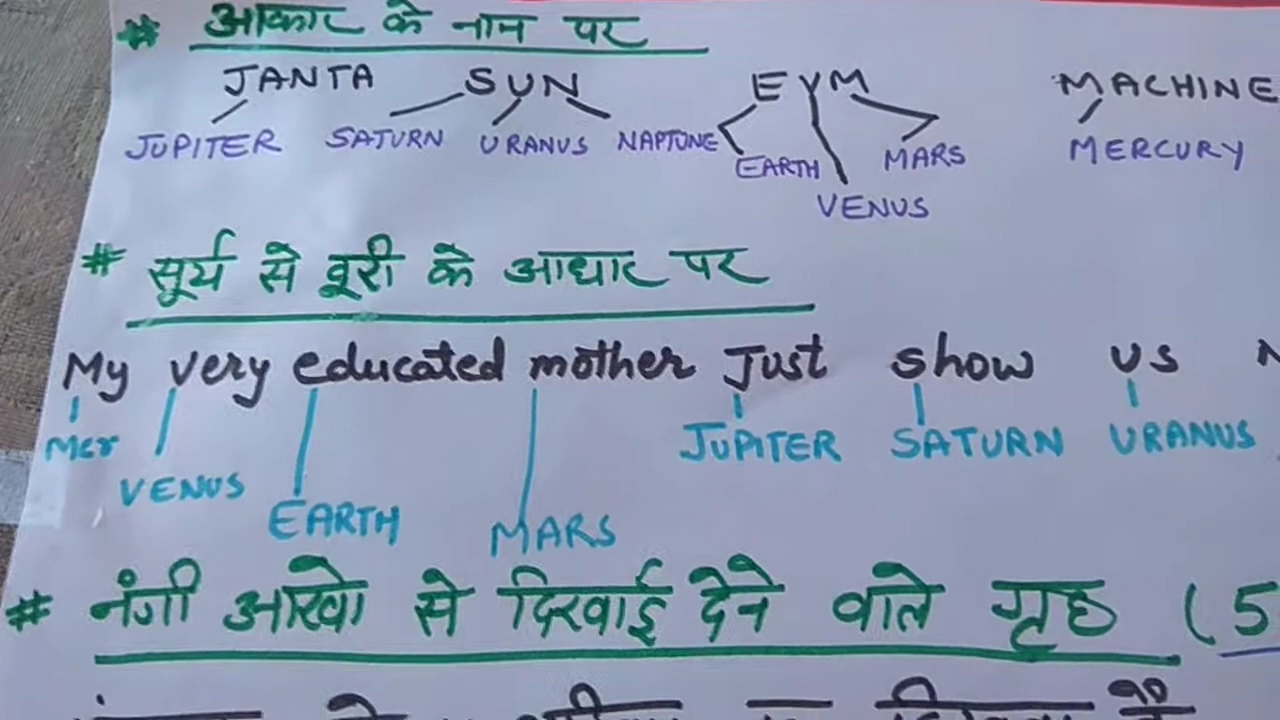 # आकार के नाम पर
JANTA SUN EVM MACHINE
JUPITER SATURN URANUS NAPTUNE EARTH VENUS MARS MERCURY
# सूर्य से दूरी के आधार पर
My very educated mother Just show us
Mer VENUS EARTH MARS JUPITER SATURN URANUS
# नंगी आखो से दिखाई देने वाले गृह (5